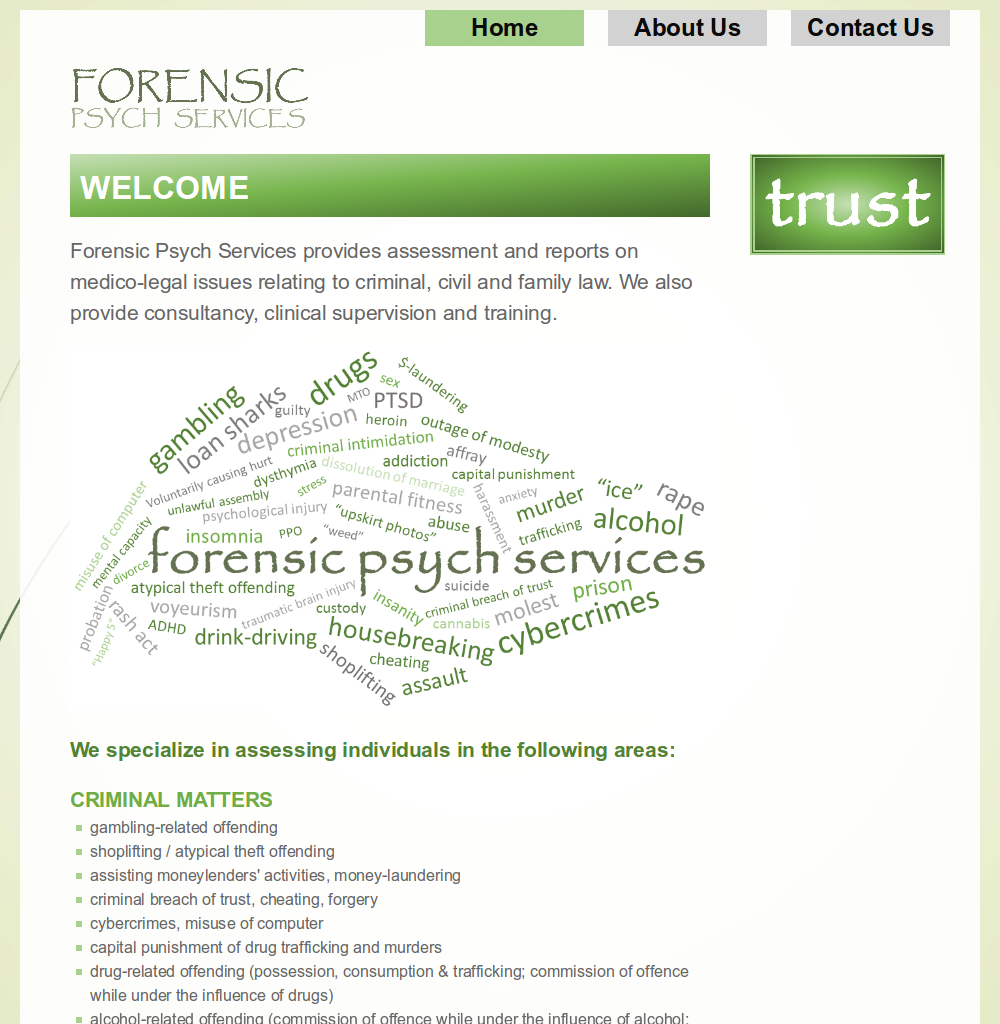 Home About Us Contact Us
FORENSIC
PSYCH SERVICES
WELCOME
trust
Forensic Psych Services provides assessment and reports on
medico-legal issues relating to criminal, civil and family law. We also
provide consultancy, clinical supervision and training.
gambling
loan sharks
guilty
drugs
MTO
sex
PTSD
$-laundering
depression
heroin
outage of modesty
criminal intimidation
affray
Voluntarily causing hurt
dysthymia
dissolution of marriage
addiction
capital punishment
unlawful assembly
stress
parental fitness
harassment
anxiety
murder
"ice"
rape
psychological injury
"upskirt photos"
abuse
trafficking
alcohol
misuse of computer
mental capacity
insomnia
PPO
"weed"
divorce
forensic psych services
atypical theft offending
traumatic brain injury
suicide
criminal breach of trust
prison
probation
rash act
"Happy 5"
voyeurism
custody
insanity
cannabis
molest
cybercrimes
ADHD
drink-driving
housebreaking
shoplifting
cheating
assault
We specialize in assessing individuals in the following areas:
CRIMINAL MATTERS
gambling-related offending
shoplifting / atypical theft offending
assisting moneylenders' activities, money-laundering
criminal breach of trust, cheating, forgery
cybercrimes, misuse of computer
capital punishment of drug trafficking and murders
drug-related offending (possession, consumption & trafficking; commission of offence
while under the influence of drugs)
alcohol-related offending (commission of offence while under the influence of alcohol;